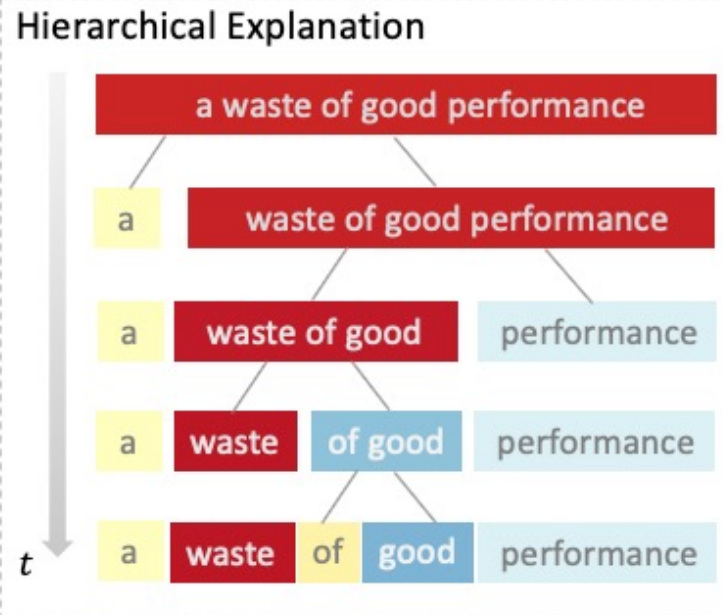 Hierarchical Explanation
a waste of good performance
a waste of good performance
a waste of good performance
a waste of good performance
a waste of good performance
t